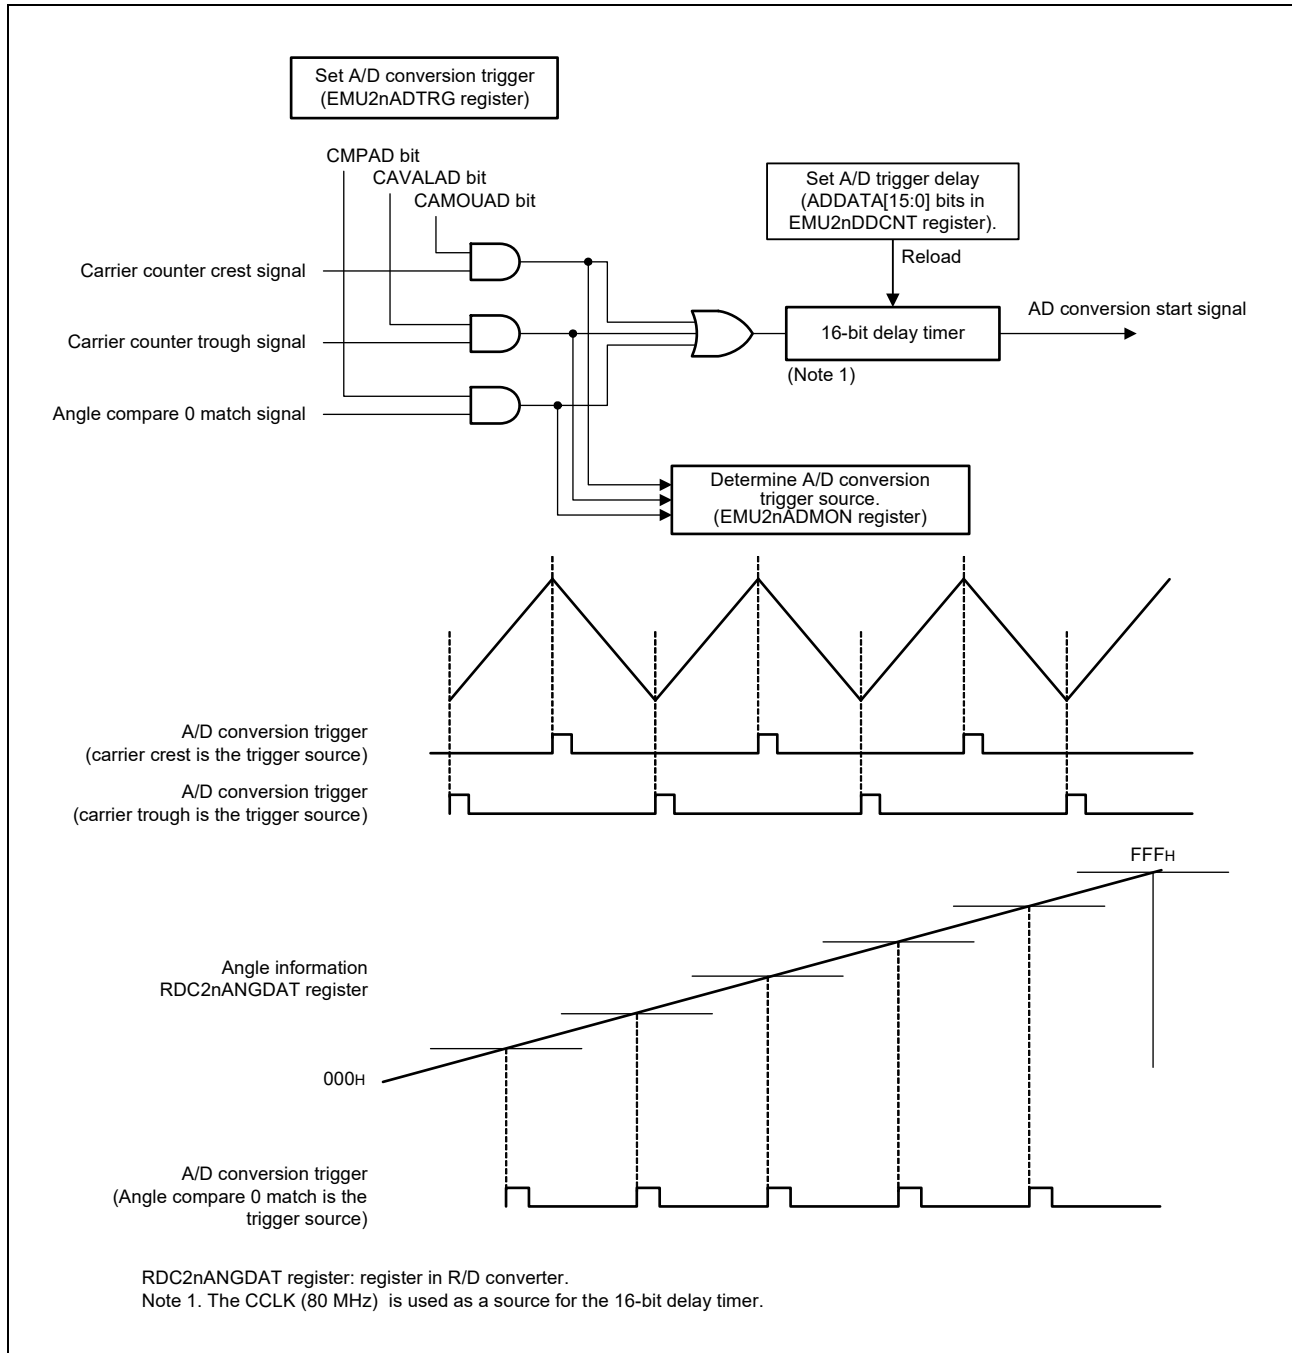 Set A/D conversion trigger
(EMU2nADTRG register)
CMPAD bit
CAVALAD bit
CAMOUAD bit
Set A/D trigger delay
(ADDATA[15:0] bits in
EMU2nDDCNT register).
Reload
Carrier counter crest signal
AD conversion start signal
Carrier counter trough signal
16-bit delay timer
(Note 1)
Angle compare 0 match signal
Determine A/D conversion
trigger source.
(EMU2nADMON register)
A/D conversion trigger
(carrier crest is the trigger source)
A/D conversion trigger
(carrier trough is the trigger source)
FFFH
Angle information
RDC2nANGDAT register
000H
A/D conversion trigger
(Angle compare 0 match is the
trigger source)
RDC2nANGDAT register: register in R/D converter.
Note 1. The CCLK (80 MHz) is used as a source for the 16-bit delay timer.